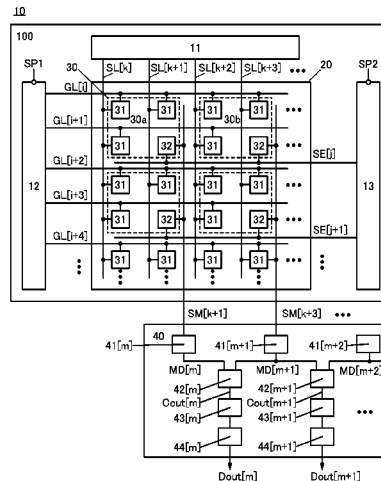 10
100
11
SP1
SP2
SL[k] SL[k+1] SL[k+2] SL[k+3] ...
30
20
GL[i]
31 31 31 31 ...
30a 30b
GL[i+1]
31 32 31 32 ...
SE[j]
GL[i+2]
31 31 31 31 ...
12
13
GL[i+3]
31 32 31 32 ...
SE[j+1]
GL[i+4]
31 31 31 31 ...
SM[k+1] SM[k+3] ...
40
41[m] 41[m+1] 41[m+2]
MD[m] MD[m+1] MD[m+2]
42[m] 42[m+1]
Cout[m] Cout[m+1]
43[m] 43[m+1] ...
44[m] 44[m+1]
Dout[m] Dout[m+1]